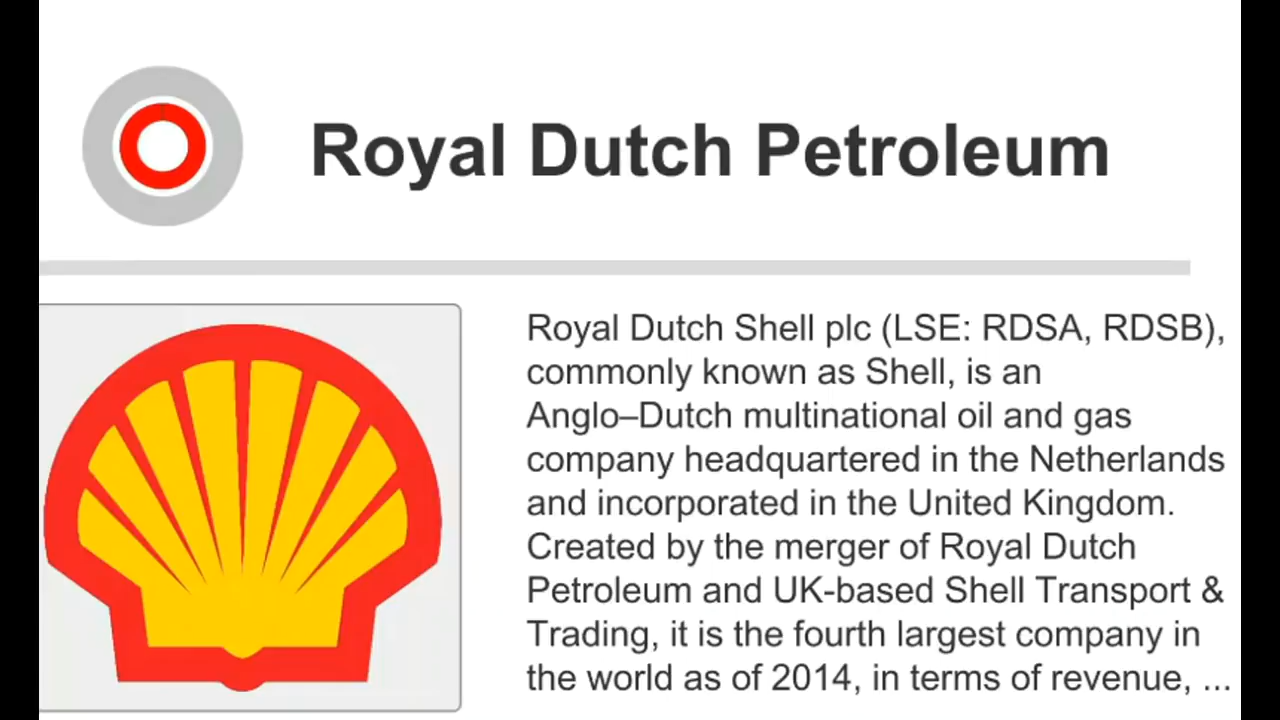 Royal Dutch Petroleum
Royal Dutch Shell plc (LSE: RDSA, RDSB),
commonly known as Shell, is an
Anglo–Dutch multinational oil and gas
company headquartered in the Netherlands
and incorporated in the United Kingdom.
Created by the merger of Royal Dutch
Petroleum and UK-based Shell Transport &
Trading, it is the fourth largest company in
the world as of 2014, in terms of revenue, ...